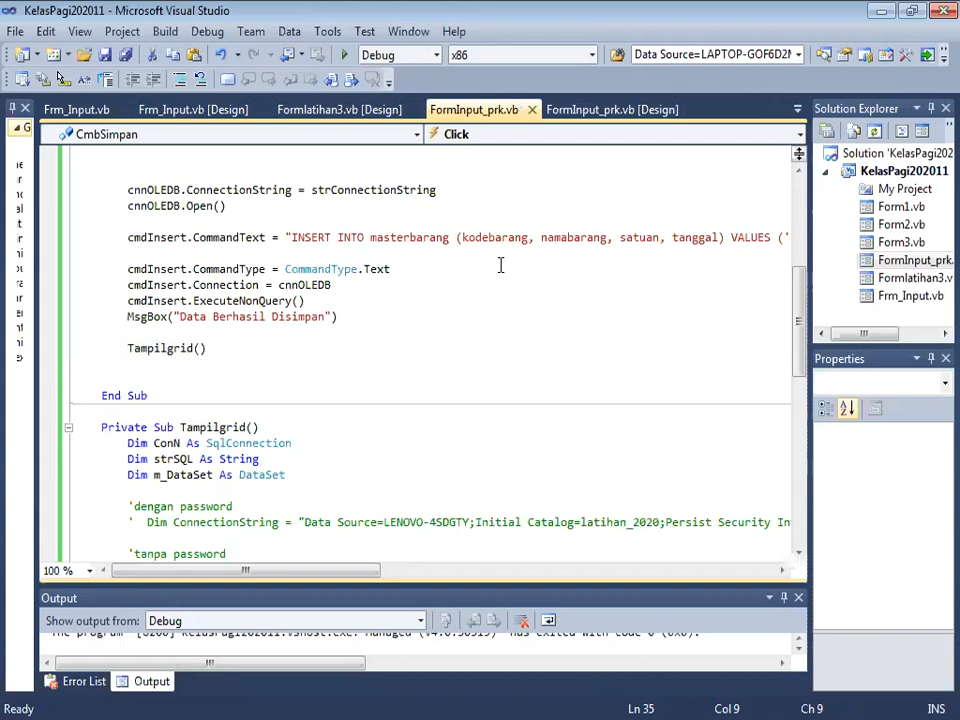 KelasPagi202011 - Microsoft Visual Studio
File Edit View Project Build Debug Team Data Tools Test Window Help
Debug x86 Data Source=LAPTOP-GOF6D2M
Frm_Input.vb Frm_Input.vb [Design] Formlatihan3.vb [Design] FormInput_prk.vb FormInput_prk.vb [Design]
CmbSimpan Click
cnnOLEDB.ConnectionString = strConnectionString
cnnOLEDB.Open()
cmdInsert.CommandText = "INSERT INTO masterbarang (kodebarang, namabarang, satuan, tanggal) VALUES ('
cmdInsert.CommandType = CommandType.Text
cmdInsert.Connection = cnnOLEDB
cmdInsert.ExecuteNonQuery()
MsgBox("Data Berhasil Disimpan")
Tampilgrid()
End Sub
Private Sub Tampilgrid()
Dim ConN As SqlConnection
Dim strSQL As String
Dim m_DataSet As DataSet
'dengan password
' Dim ConnectionString = "Data Source=LENOVO-4SDGTY;Initial Catalog=latihan_2020;Persist Security In
'tanpa password
100 %
Solution Explorer
Solution 'KelasPagi202
KelasPagi202011
My Project
Form1.vb
Form2.vb
Form3.vb
FormInput_prk.
Formlatihan3.v
Frm_Input.vb
Properties
Output
Show output from: Debug
Error List Output
Ready Ln 35 Col 9 Ch 9 INS